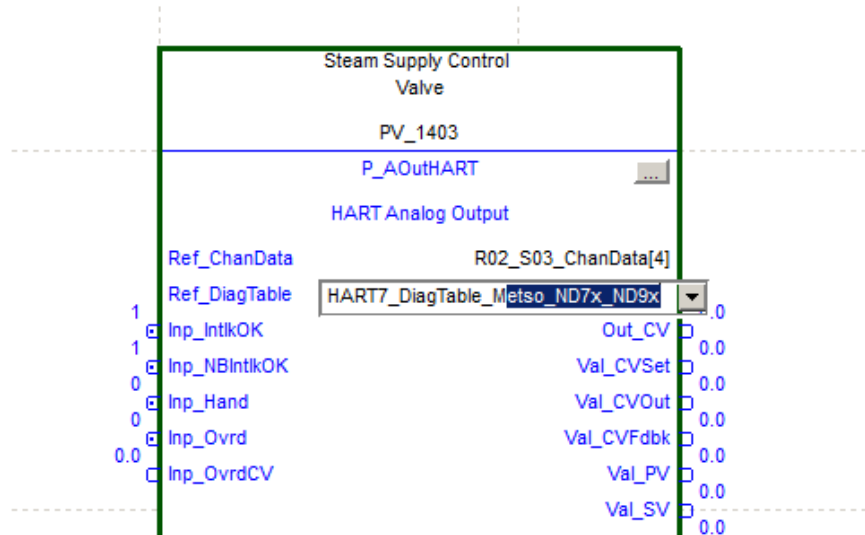 Steam Supply Control
Valve
PV_1403
P_AOutHART
...
HART Analog Output
Ref_ChanData R02_S03_ChanData[4]
Ref_DiagTable HART7_DiagTable_Metso_ND7x_ND9x
1 .0
Inp_IntlkOK Out_CV
1 0.0
Inp_NBIntlkOK Val_CVSet
0 0.0
Inp_Hand Val_CVOut
0 0.0
Inp_Ovrd Val_CVFdbk
0.0 0.0
Inp_OvrdCV Val_PV
0.0
Val_SV
0.0